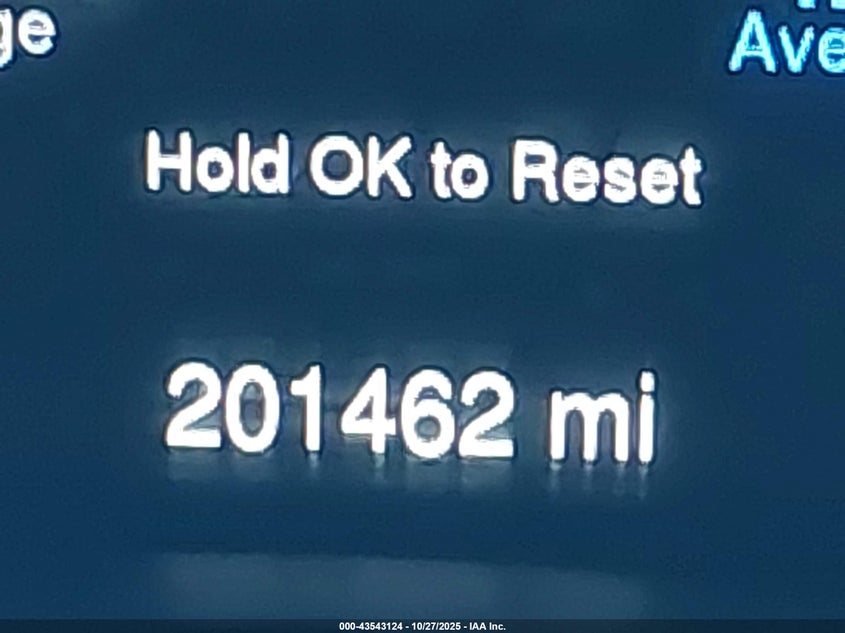 ge
Ave
Hold OK to Reset
201462 mi
000-43543124 - 10/27/2025 - IAA Inc.